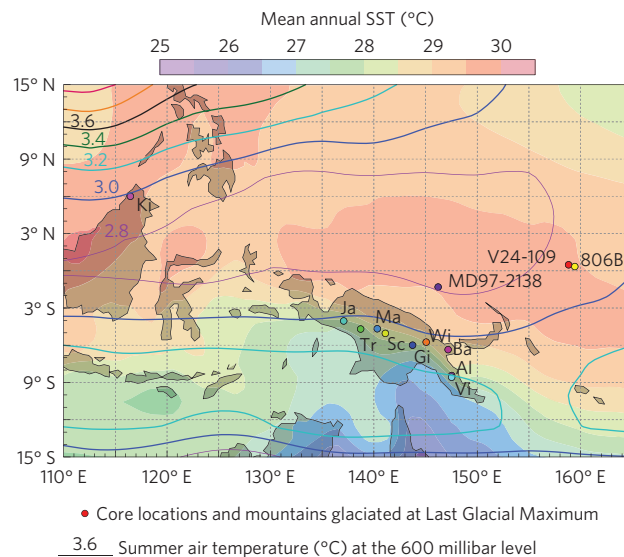 Mean annual SST (°C)
25 26 27 28 29 30
15° N
3.6
3.4
9° N
3.2
3.0
Ki
2.8
3° N
V24-109
806B
MD97-2138
3° S
Ja
Ma
Wi
Tr
Sc
Gi
Ba
Al
9° S
Vi
15° S
110° E 120° E 130° E 140° E 150° E 160° E
Core locations and mountains glaciated at Last Glacial Maximum
3.6 Summer air temperature (°C) at the 600 millibar level